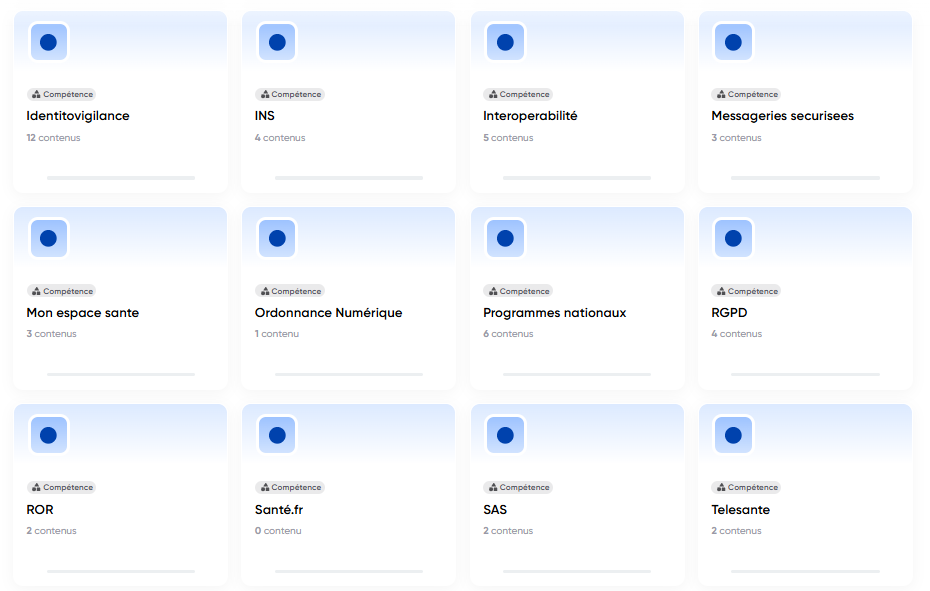 Compétence
Identitovigilance
12 contenus
Compétence
INS
4 contenus
Compétence
Interoperabilité
5 contenus
Compétence
Messageries securisees
3 contenus
Compétence
Mon espace sante
3 contenus
Compétence
Ordonnance Numérique
1 contenu
Compétence
Programmes nationaux
6 contenus
Compétence
RGPD
4 contenus
Compétence
ROR
2 contenus
Compétence
Santé.fr
0 contenu
Compétence
SAS
2 contenus
Compétence
Telesante
2 contenus